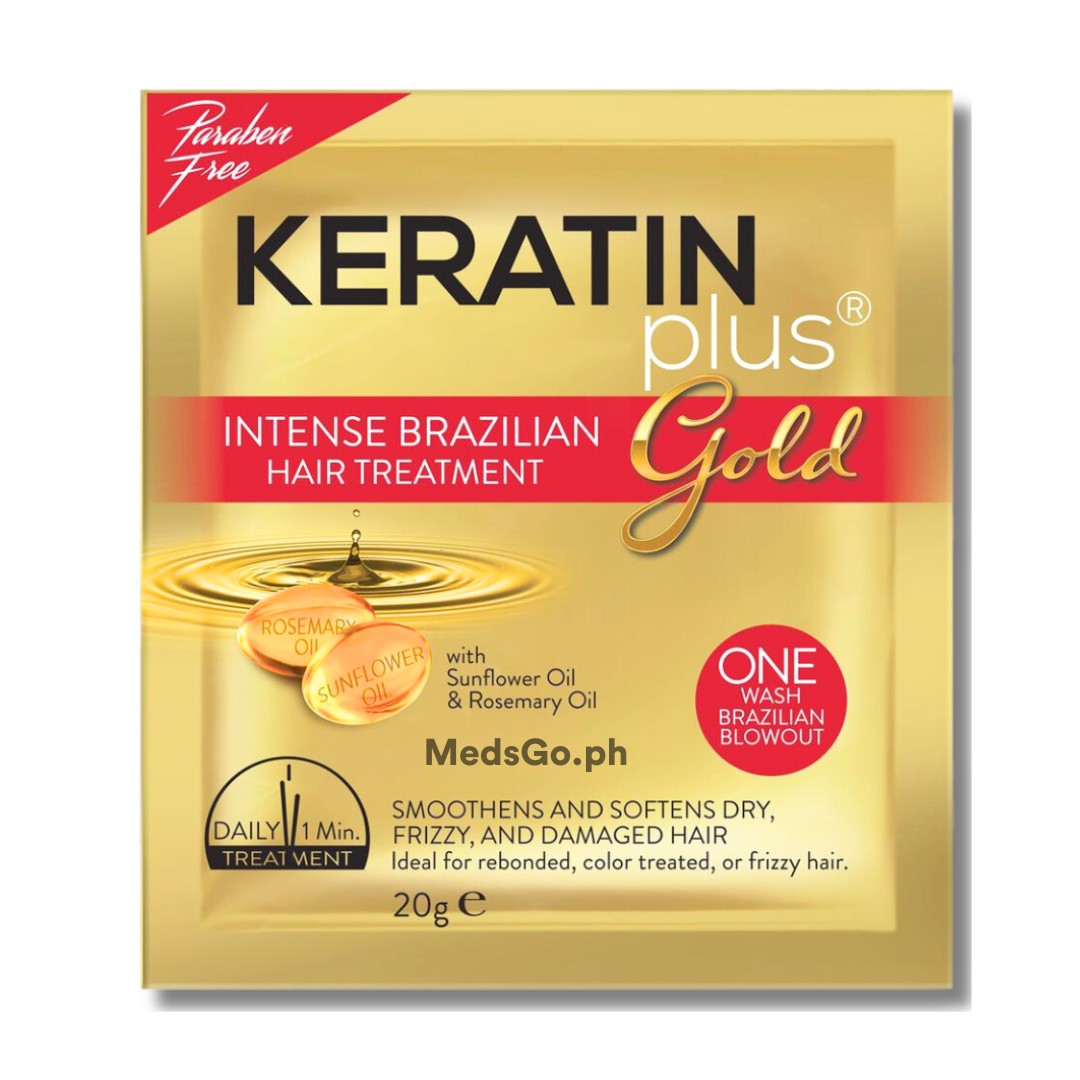 Paraben
Free
KERATIN
plus®
Gold
INTENSE BRAZILIAN
HAIR TREATMENT
ROSEMARY
OIL
SUNFLOWER
OIL
with
Sunflower Oil
& Rosemary Oil
ONE
WASH
BRAZILIAN
BLOWOUT
MedsGo.ph
DAILY 1 Min.
TREATMENT
SMOOTHENS AND SOFTENS DRY,
FRIZZY, AND DAMAGED HAIR
Ideal for rebonded, color treated, or frizzy hair.
20g ℮